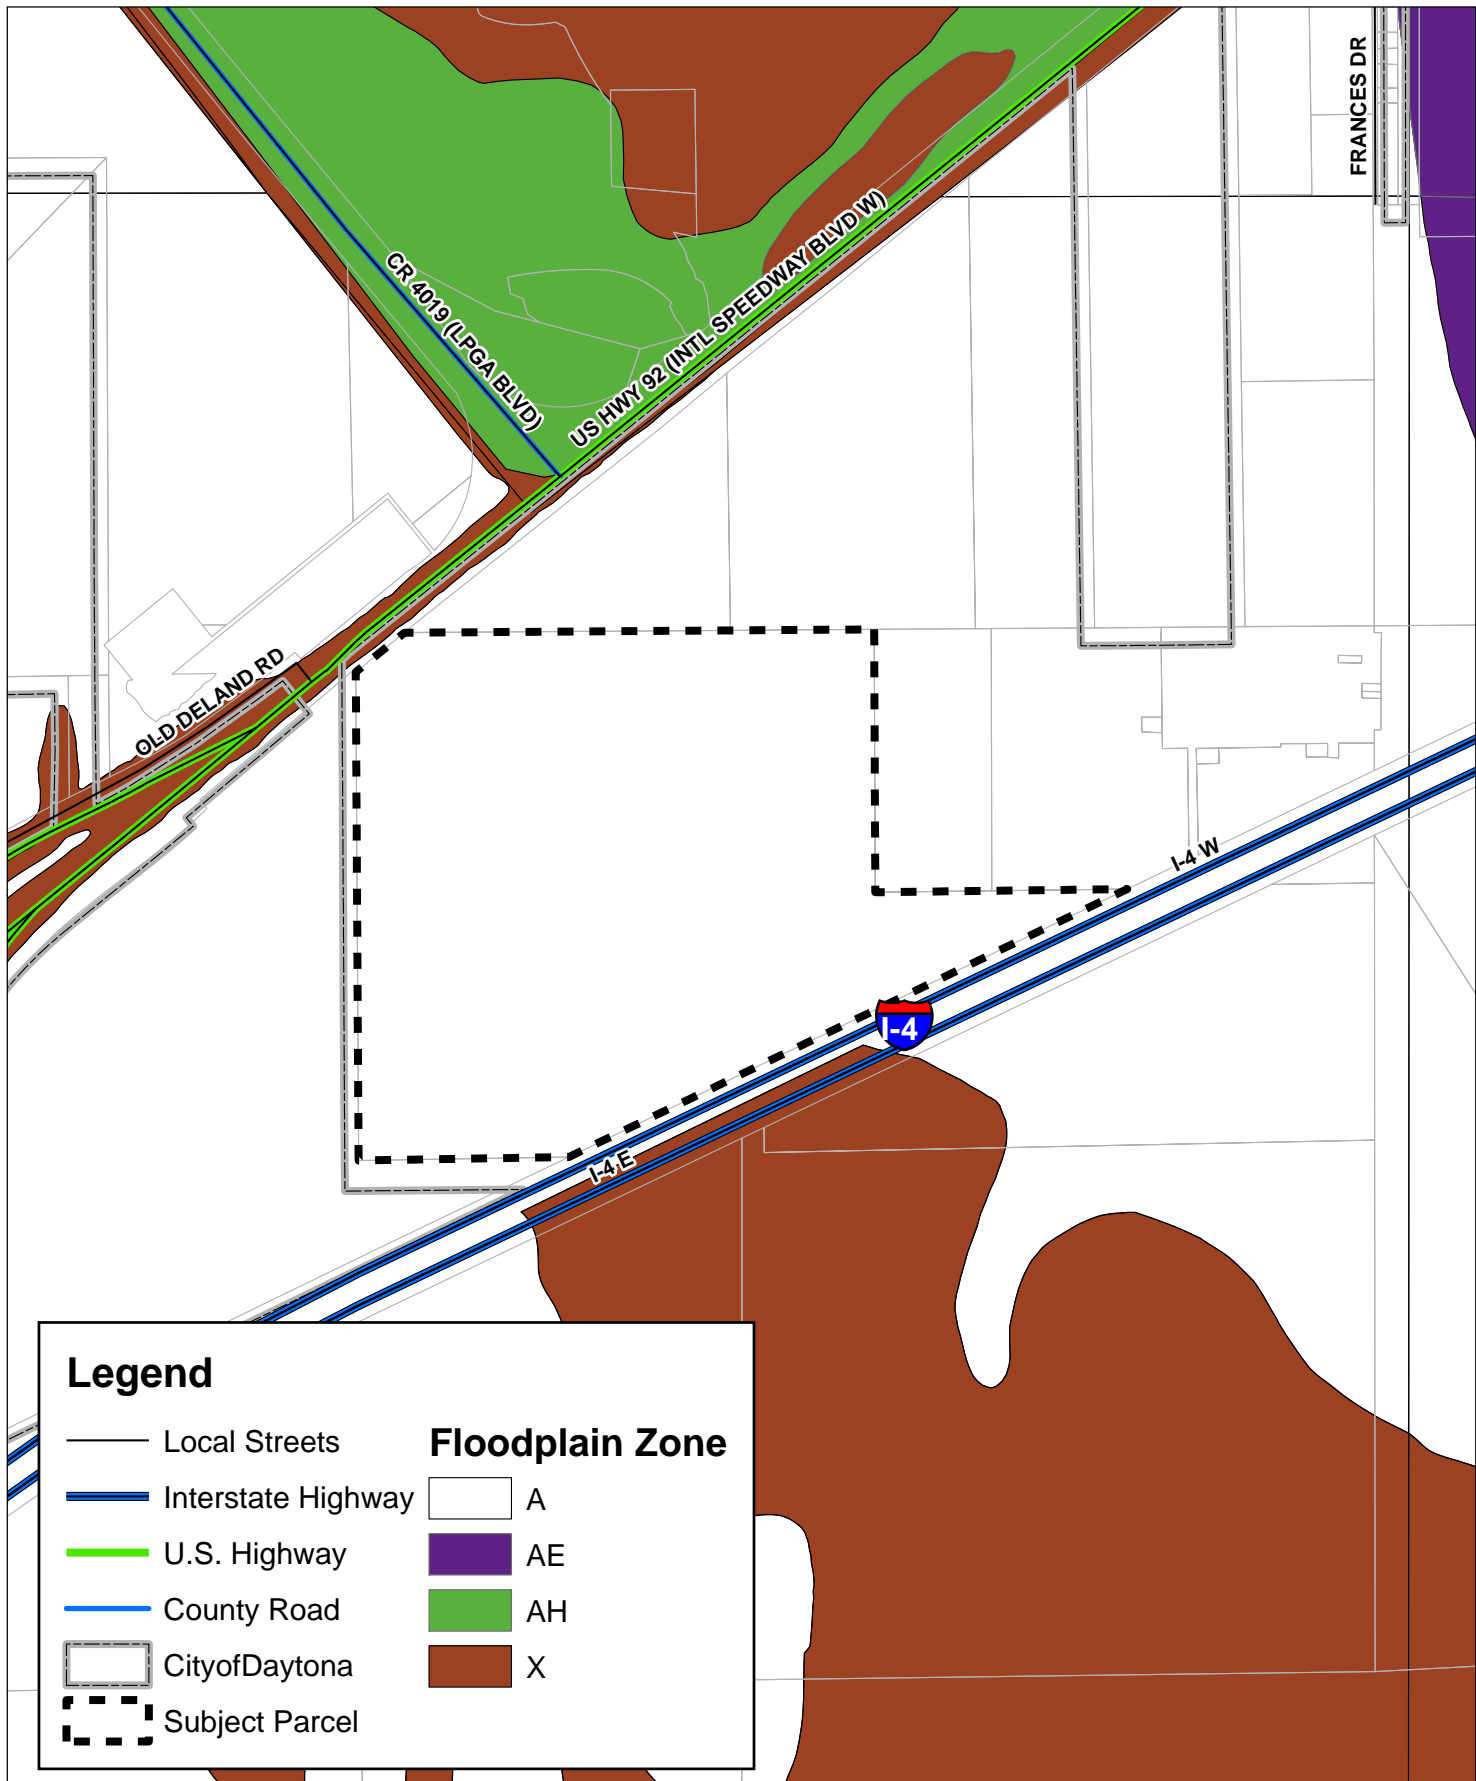 FRANCES DR
CR 4019 (LPGA BLVD)
US HWY 92 (INTL SPEEDWAY BLVD W)
OLD DELAND RD
I-4 W
I-4
I-4 E
Legend
Local Streets
Interstate Highway
U.S. Highway
County Road
CityofDaytona
Subject Parcel
Floodplain Zone
A
AE
AH
X